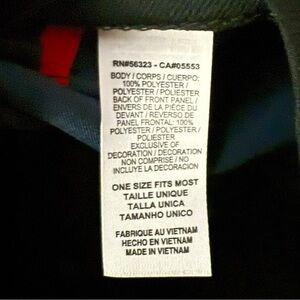 RN#56323 - CA#05553
BODY / CORPS / CUERPO:
100% POLYESTER /
POLYESTER / POLIESTER
BACK OF FRONT PANEL /
ENVERS DE LA PIÈCE DU
DEVANT / REVERSO DE
PANEL FRONTAL: 100%
POLYESTER / POLYESTER /
POLIESTER
EXCLUSIVE OF
DECORATION / DECORATION
NON COMPRISE / NO
INCLUYE LA DECORACION
ONE SIZE FITS MOST
TAILLE UNIQUE
TALLA UNICA
TAMANHO UNICO
FABRIQUE AU VIETNAM
HECHO EN VIETNAM
MADE IN VIETNAM